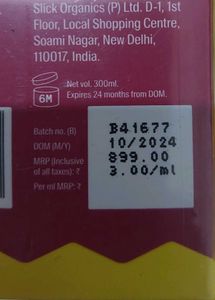 Slick Organics (P) Ltd. D-1, 1st
Floor, Local Shopping Centre,
Soami Nagar, New Delhi,
110017, India.
6M
Net vol. 300ml.
Expires 24 months from DOM.
Batch no. (B)
DOM (M/Y)
MRP (Inclusive
of all taxes): ₹
Per ml MRP: ₹
B41677
10/2024
899.00
3.00/ml